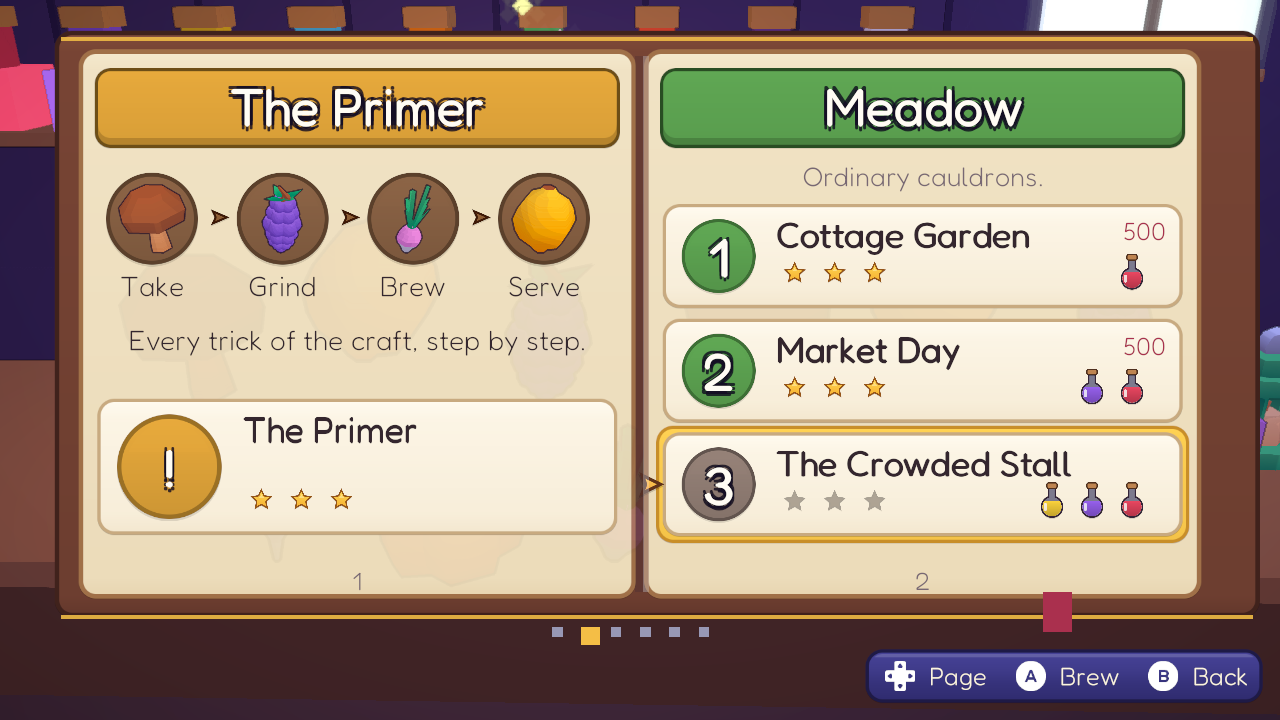 The Primer
Take
Grind
Brew
Serve
Every trick of the craft, step by step.
!
The Primer
1
Meadow
Ordinary cauldrons.
1
Cottage Garden
500
2
Market Day
500
3
The Crowded Stall
2
Page
A
Brew
B
Back